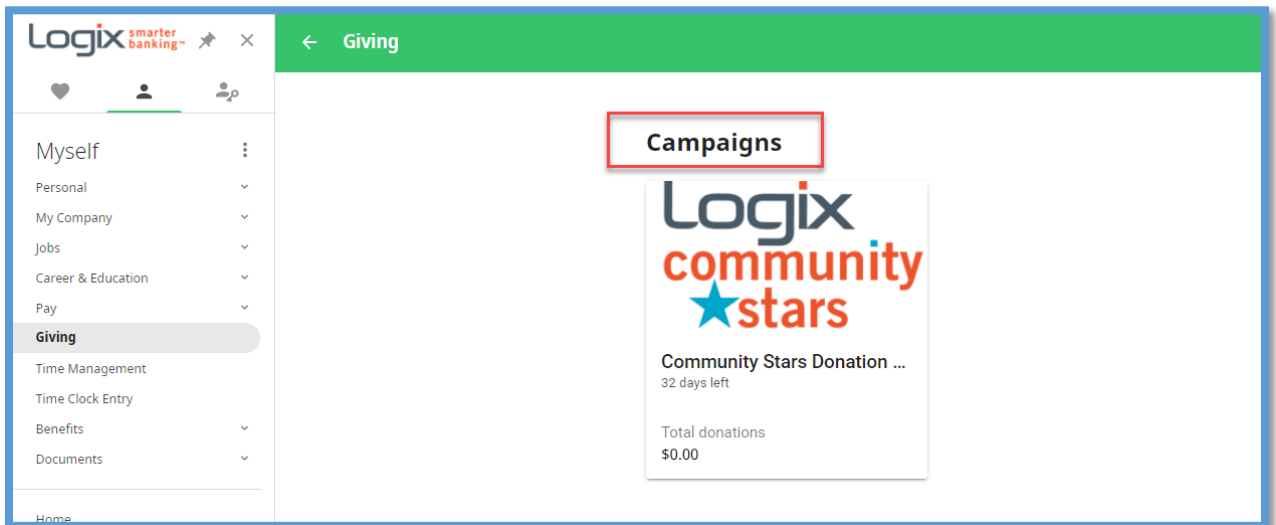 Logix smarter banking℠
Giving
Myself
Personal
My Company
Jobs
Career & Education
Pay
Giving
Time Management
Time Clock Entry
Benefits
Documents
Home
Campaigns
Logix
community
stars
Community Stars Donation ...
32 days left
Total donations
$0.00